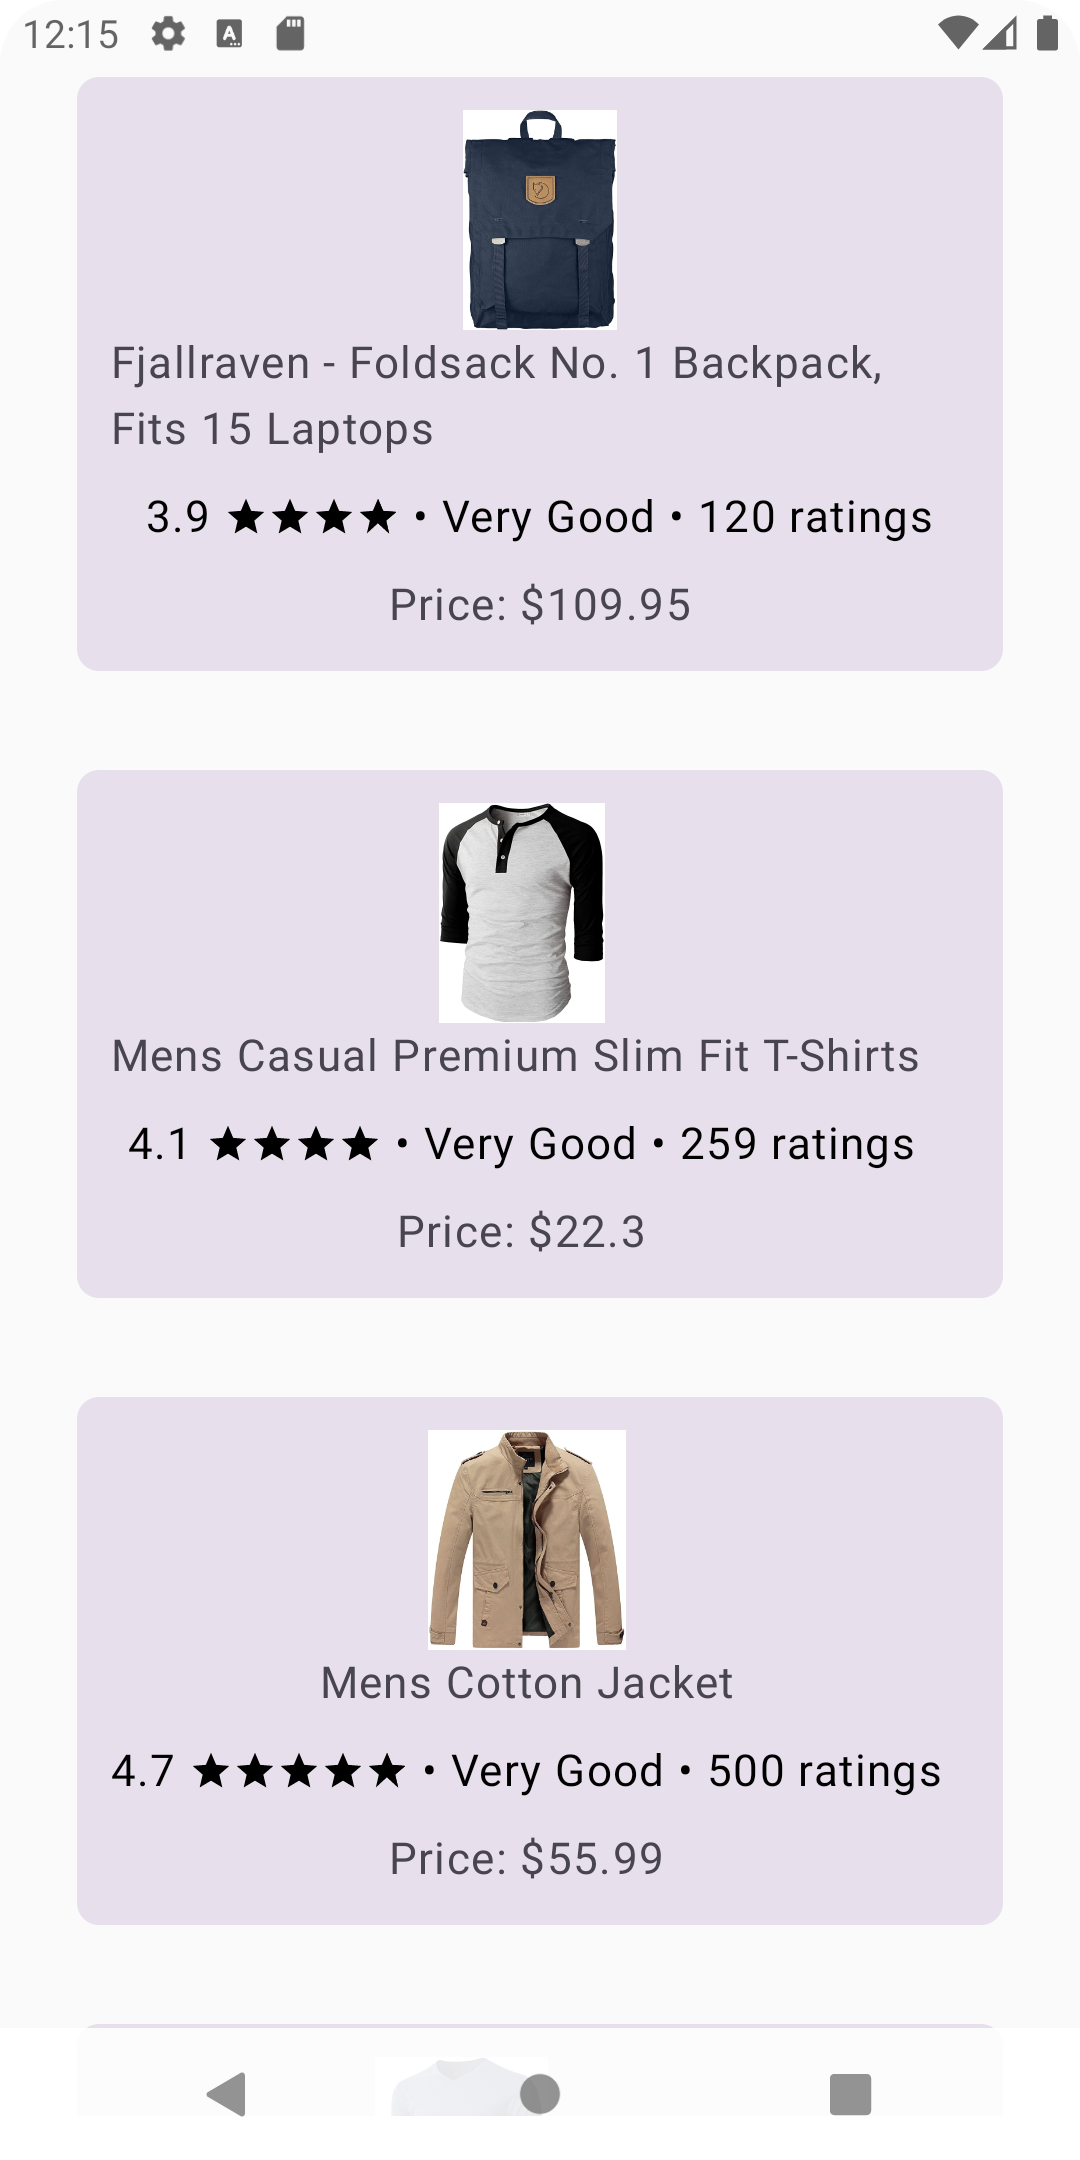 12:15
Fjallraven - Foldsack No. 1 Backpack,
Fits 15 Laptops
3.9 ★★★★ • Very Good • 120 ratings
Price: $109.95
Mens Casual Premium Slim Fit T-Shirts
4.1 ★★★★ • Very Good • 259 ratings
Price: $22.3
Mens Cotton Jacket
4.7 ★★★★★ • Very Good • 500 ratings
Price: $55.99